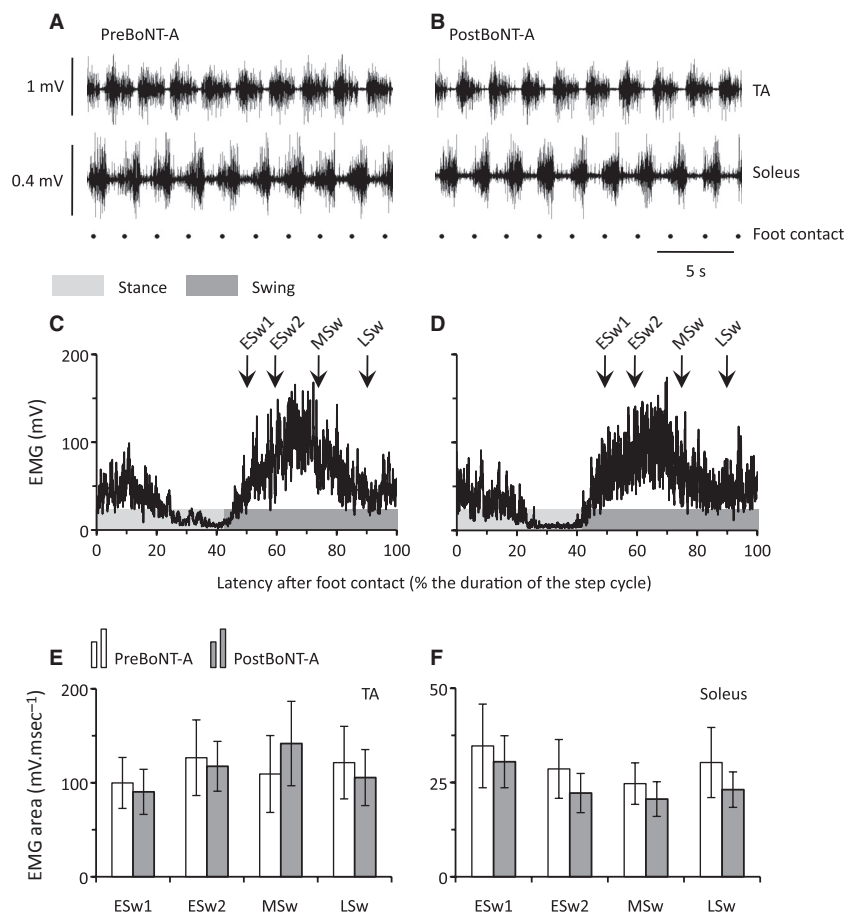 A
PreBoNT-A
B
PostBoNT-A
1 mV
TA
0.4 mV
Soleus
Foot contact
5 s
Stance
Swing
C
ESw1
ESw2
MSw
LSw
D
ESw1
ESw2
MSw
LSw
EMG (mV)
200
100
0
0 20 40 60 80 100
0 20 40 60 80 100
Latency after foot contact (% the duration of the step cycle)
E
PreBoNT-A
PostBoNT-A
F
EMG area (mV.msec⁻¹)
200
100
0
TA
50
25
0
Soleus
ESw1 ESw2 MSw LSw
ESw1 ESw2 MSw LSw